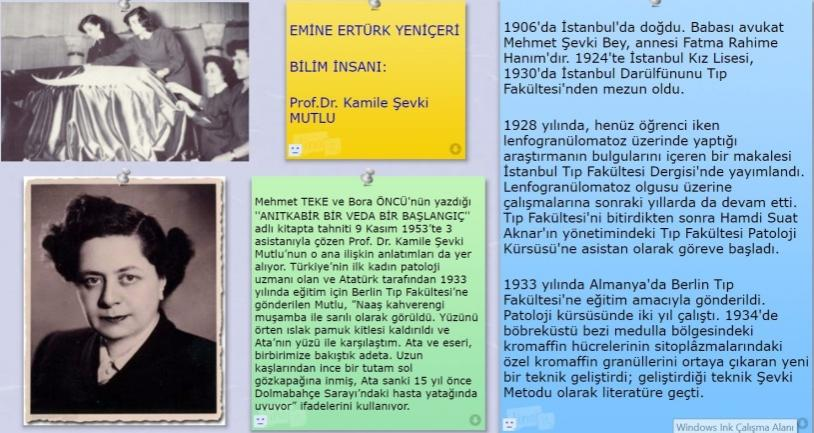 EMİNE ERTÜRK YENİÇERİ
BİLİM İNSANI:
Prof.Dr. Kamile Şevki
MUTLU
Mehmet TEKE ve Bora ÖNCÜ'nün yazdığı
''ANITKABİR BİR VEDA BİR BAŞLANGIÇ''
adlı kitapta tahniti 9 Kasım 1953'te 3
asistanıyla çözen Prof. Dr. Kamile Şevki
Mutlu'nun o ana ilişkin anlatımları da yer
alıyor. Türkiye'nin ilk kadın patoloji
uzmanı olan ve Atatürk tarafından 1933
yılında eğitim için Berlin Tıp Fakültesi'ne
gönderilen Mutlu, "Naaş kahverengi
muşamba ile sarılı olarak görüldü. Yüzünü
örten ıslak pamuk kitlesi kaldırıldı ve
Ata'nın yüzü ile karşılaştım. Ata ve eseri,
birbirimize bakıştık adeta. Uzun
kaşlarından ince bir tutam sol
gözkapağına inmiş, Ata sanki 15 yıl önce
Dolmabahçe Sarayı'ndaki hasta yatağında
uyuyor" ifadelerini kullanıyor.
1906'da İstanbul'da doğdu. Babası avukat
Mehmet Şevki Bey, annesi Fatma Rahime
Hanım'dır. 1924'te İstanbul Kız Lisesi,
1930'da İstanbul Darülfünunu Tıp
Fakültesi'nden mezun oldu.
1928 yılında, henüz öğrenci iken
lenfogranülomatoz üzerinde yaptığı
araştırmanın bulgularını içeren bir makalesi
İstanbul Tıp Fakültesi Dergisi'nde yayımlandı.
Lenfogranülomatoz olgusu üzerine
çalışmalarına sonraki yıllarda da devam etti.
Tıp Fakültesi'ni bitirdikten sonra Hamdi Suat
Aknar'ın yönetimindeki Tıp Fakültesi Patoloji
Kürsüsü'ne asistan olarak göreve başladı.
1933 yılında Almanya'da Berlin Tıp
Fakültesi'ne eğitim amacıyla gönderildi.
Patoloji kürsüsünde iki yıl çalıştı. 1934'de
böbreküstü bezi medulla bölgesindeki
kromaffin hücrelerinin sitoplâzmalarındaki
özel kromaffin granüllerini ortaya çıkaran yeni
bir teknik geliştirdi; geliştirdiği teknik Şevki
Metodu olarak literatüre geçti.
Windows Ink Çalışma Alanı